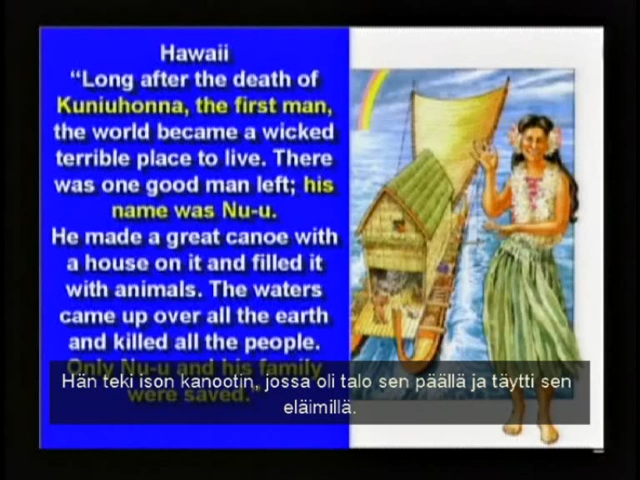 Hawaii
“Long after the death of
Kuniuhonna, the first man,
the world became a wicked
terrible place to live. There
was one good man left; his
name was Nu-u.
He made a great canoe with
a house on it and filled it
with animals. The waters
came up over all the earth
and killed all the people.
Only Nu-u and his family
were saved.”
Hän teki ison kanootin, jossa oli talo sen päällä ja täytti sen
eläimillä.